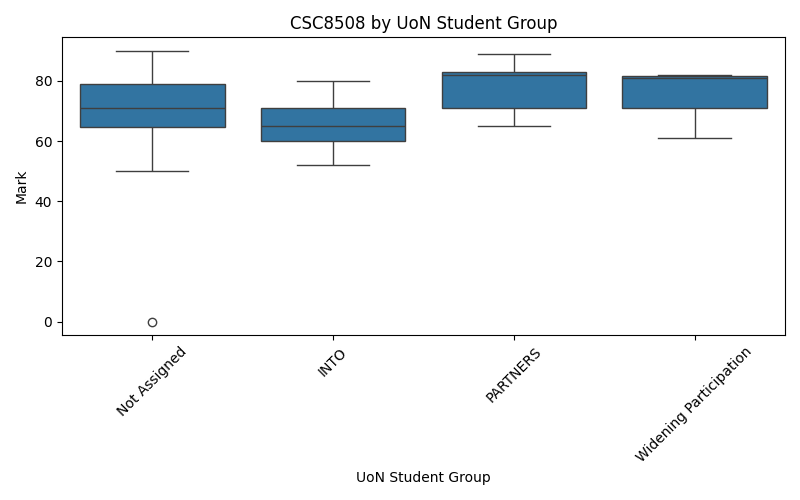 CSC8508 by UoN Student Group
Mark
80
60
40
20
0
Not Assigned
INTO
PARTNERS
Widening Participation
UoN Student Group